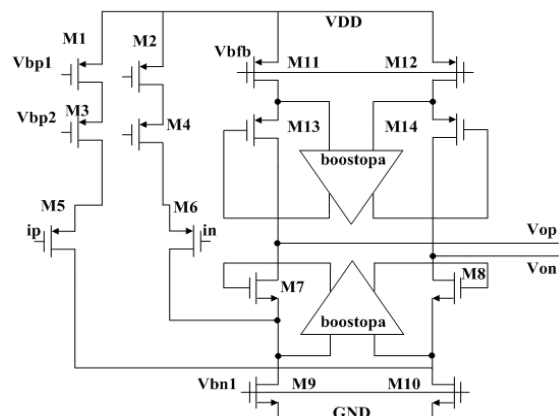 M1
M2
VDD
Vbp1
Vbfb
M11
M12
Vbp2
M3
M4
M13
M14
boostopa
M5
M6
ip
in
Vop
Von
M7
M8
boostopa
Vbn1
M9
M10
GND